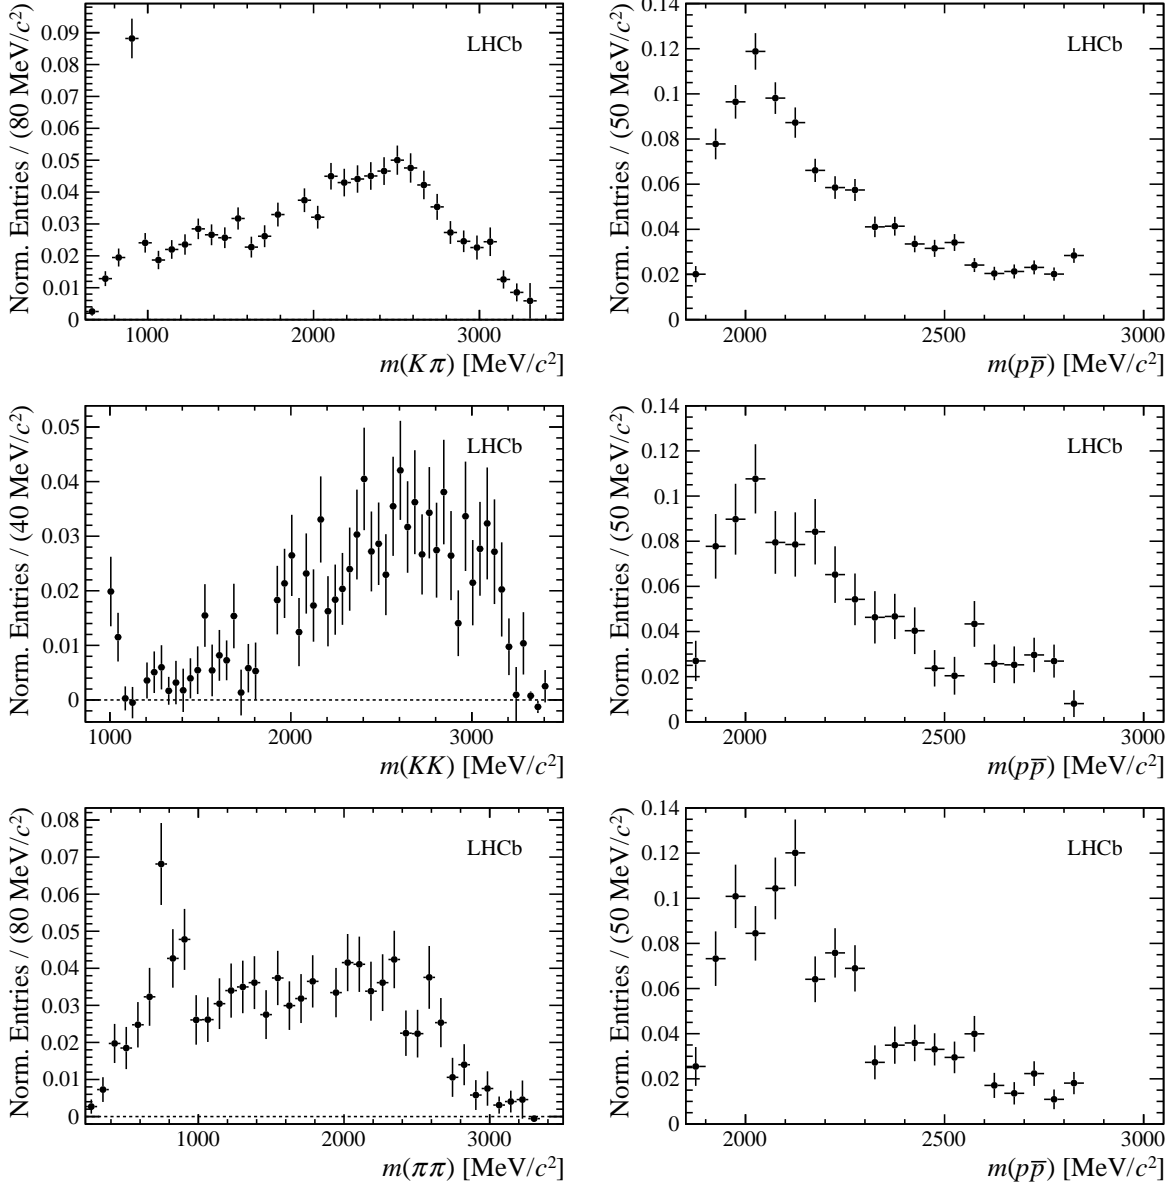 Norm. Entries / (80 MeV/c²)
0.09
0.08
0.07
0.06
0.05
0.04
0.03
0.02
0.01
0
LHCb
1000 2000 3000
m(Kπ) [MeV/c²]
Norm. Entries / (50 MeV/c²)
0.14
0.12
0.1
0.08
0.06
0.04
0.02
0
LHCb
2000 2500 3000
m(pp̅) [MeV/c²]
Norm. Entries / (40 MeV/c²)
0.05
0.04
0.03
0.02
0.01
0
LHCb
1000 2000 3000
m(KK) [MeV/c²]
Norm. Entries / (50 MeV/c²)
0.14
0.12
0.1
0.08
0.06
0.04
0.02
0
LHCb
2000 2500 3000
m(pp̅) [MeV/c²]
Norm. Entries / (80 MeV/c²)
0.08
0.07
0.06
0.05
0.04
0.03
0.02
0.01
0
LHCb
1000 2000 3000
m(ππ) [MeV/c²]
Norm. Entries / (50 MeV/c²)
0.14
0.12
0.1
0.08
0.06
0.04
0.02
0
LHCb
2000 2500 3000
m(pp̅) [MeV/c²]